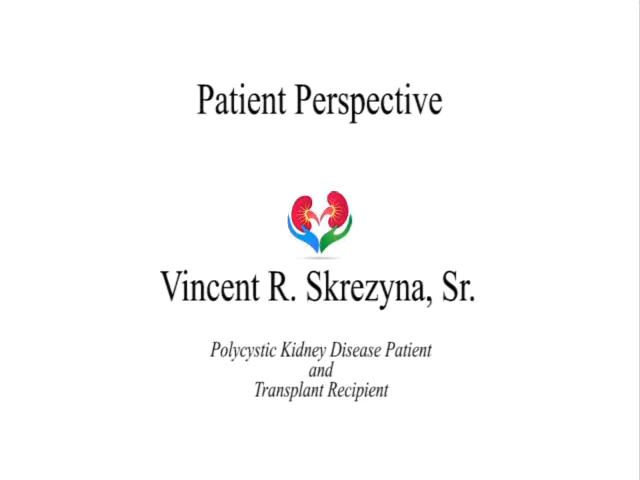 Patient Perspective
Vincent R. Skrezyna, Sr.
Polycystic Kidney Disease Patient
and
Transplant Recipient